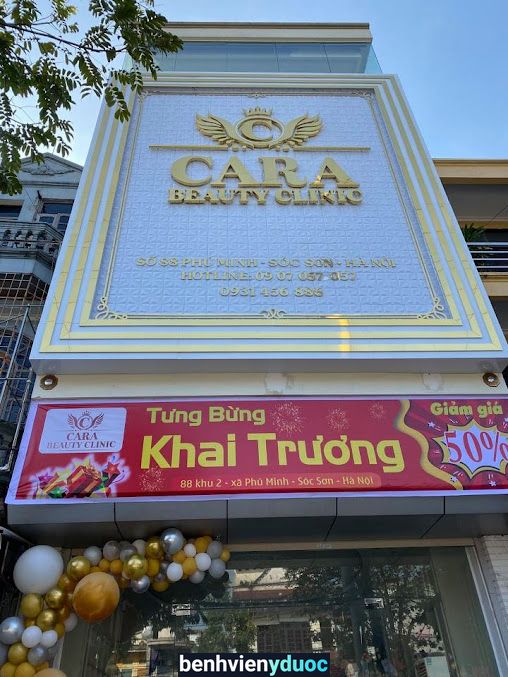 C
CARA
BEAUTY CLINIC
SỐ 88 PHÚ MINH - SÓC SƠN - HÀ NỘI
HOTLINE: 09 07 057 057
0931 456 886
C
CARA
BEAUTY CLINIC
Tưng Bừng
Khai Trương
88 khu 2 - xã Phú Minh - Sóc Sơn - Hà Nội
Giảm giá
50%
benhvienyduoc